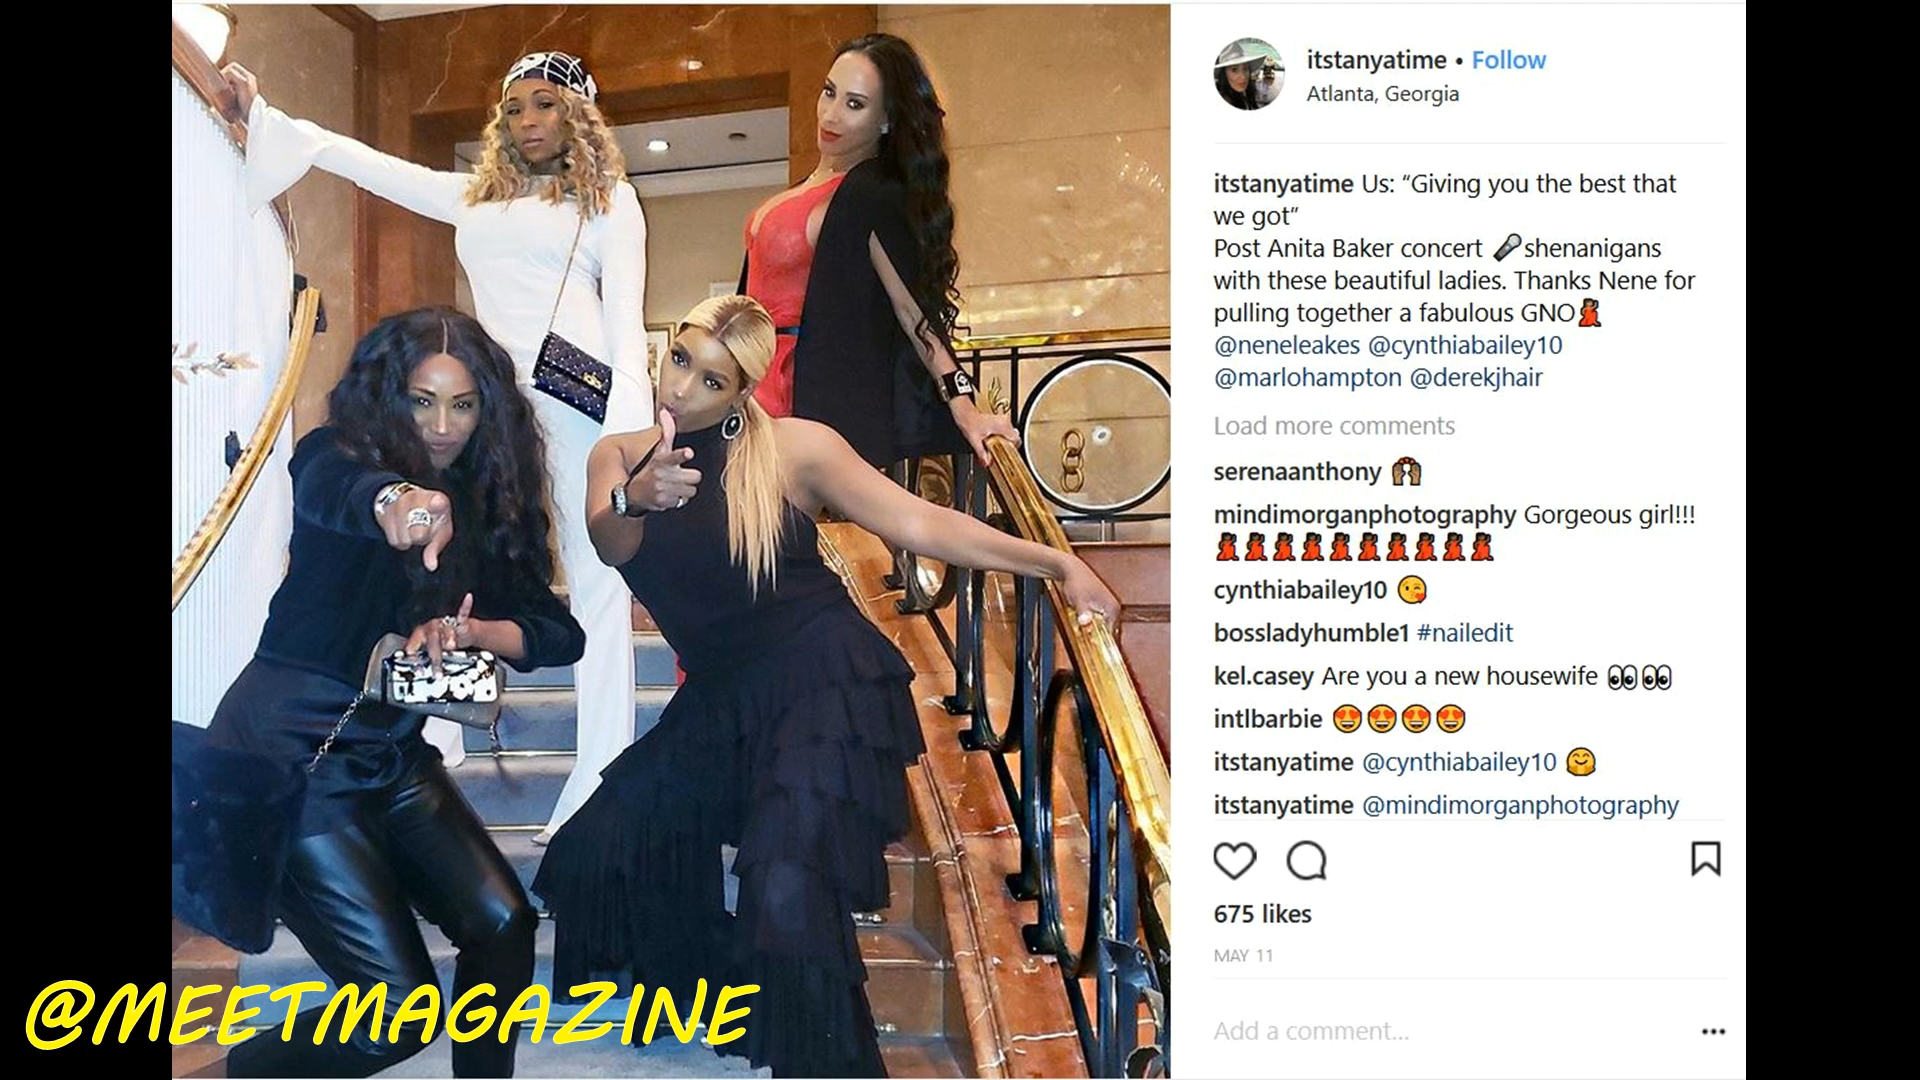 itstanyatime • Follow
Atlanta, Georgia
itstanyatime Us: “Giving you the best that
we got”
Post Anita Baker concert 🎤shenanigans
with these beautiful ladies. Thanks Nene for
pulling together a fabulous GNO💃🏾
@neneleakes @cynthiabailey10
@marlohampton @derekjhair
Load more comments
serenaanthony 🙌🏾
mindimorganphotography Gorgeous girl!!!
💃🏾💃🏾💃🏾💃🏾💃🏾💃🏾💃🏾💃🏾💃🏾💃🏾
cynthiabailey10 😘
bossladyhumble1 #nailedit
kel.casey Are you a new housewife 👀👀
intlbarbie 😍😍😍😍
itstanyatime @cynthiabailey10 🤗
itstanyatime @mindimorganphotography
675 likes
MAY 11
Add a comment...
@MEETMAGAZINE